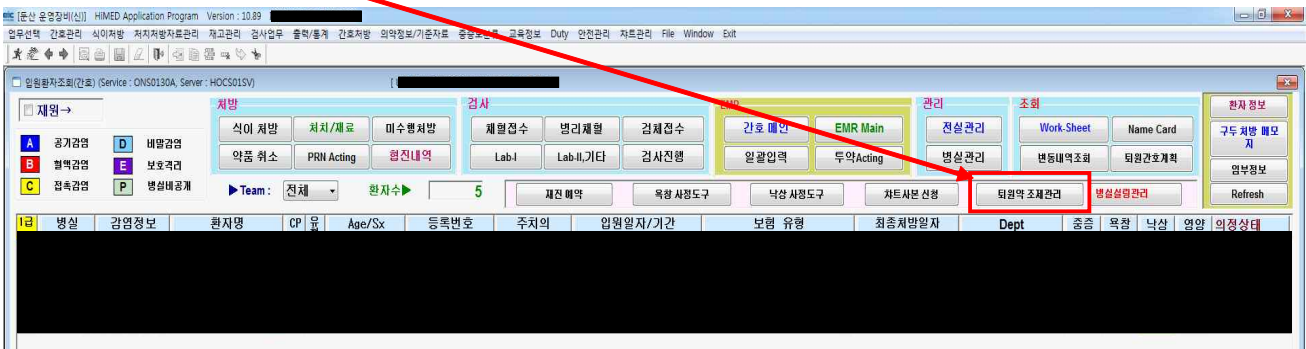 [둔산 운영장비(신)] HiMED Application Program Version : 10.89
업무선택 간호관리 식이처방 처치처방자료관리 재고관리 검사업무 출력/통계 간호처방 의약정보/기준자료 교육정보 Duty 안전관리 차트관리 File Window Exit
입원환자조회(간호) (Service : ONS0130A, Server : HOCS01SV)
재원→ 처방 검사 EMR 관리 조회 환자 정보
식이 처방 처치/재료 미수행처방 채혈접수 병리채혈 검체접수 간호 메인 EMR Main 전실관리 Work-Sheet Name Card 구두 처방 메모지
A 공기감염 D 비말감염
B 혈액감염 E 보호격리 약품 취소 PRN Acting 협진내역 Lab-I Lab-II,기타 검사진행 일괄입력 투약Acting 병실관리 변동내역조회 퇴원간호계획 임부정보
C 접촉감염 P 병실비공개 ▶Team : 전체 환자수▶ 5 재진 예약 욕창 사정도구 낙상 사정도구 차트사본 신청 퇴원약 조제관리 병실설림관리 Refresh
1급 병실 감염정보 환자명 CP Age/Sx 등록번호 주치의 입원일자/기간 보험 유형 최종처방일자 Dept 중증 욕창 낙상 영양 의정상태